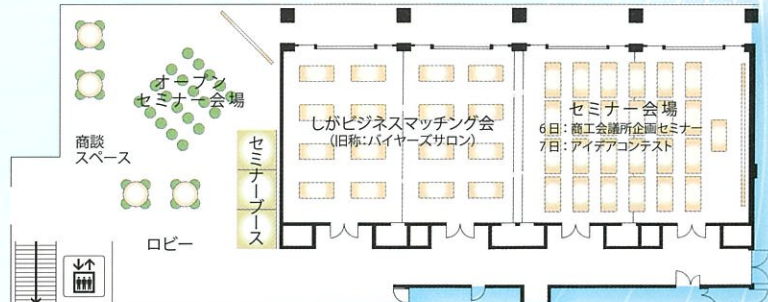 オープン
セミナー会場
商談
スペース
セミナーブース
ロビー
しがビジネスマッチング会
(旧称:バイヤーズサロン)
セミナー会場
6日:商工会議所企画セミナー
7日:アイデアコンテスト